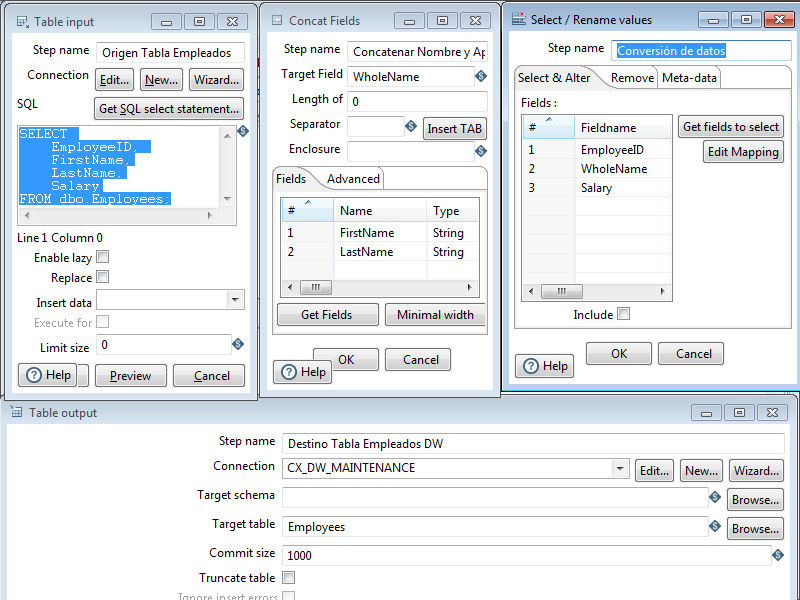 Table input
Step name Origen Tabla Empleados
Connection Edit... New... Wizard...
SQL Get SQL select statement...
SELECT
EmployeeID,
FirstName,
LastName,
Salary
FROM dbo.Employees;
Line 1 Column 0
Enable lazy
Replace
Insert data
Execute for
Limit size 0
Help Preview Cancel
Concat Fields
Step name Concatenar Nombre y Ap
Target Field WholeName
Length of 0
Separator Insert TAB
Enclosure
Fields Advanced
# Name Type
1 FirstName String
2 LastName String
Get Fields Minimal width
OK Cancel
Help
Select / Rename values
Step name Conversión de datos
Select & Alter Remove Meta-data
Fields :
# Fieldname Get fields to select
1 EmployeeID Edit Mapping
2 WholeName
3 Salary
Include
OK Cancel
Help
Table output
Step name Destino Tabla Empleados DW
Connection CX_DW_MAINTENANCE Edit... New... Wizard...
Target schema Browse...
Target table Employees Browse...
Commit size 1000
Truncate table
Ignore insert errors